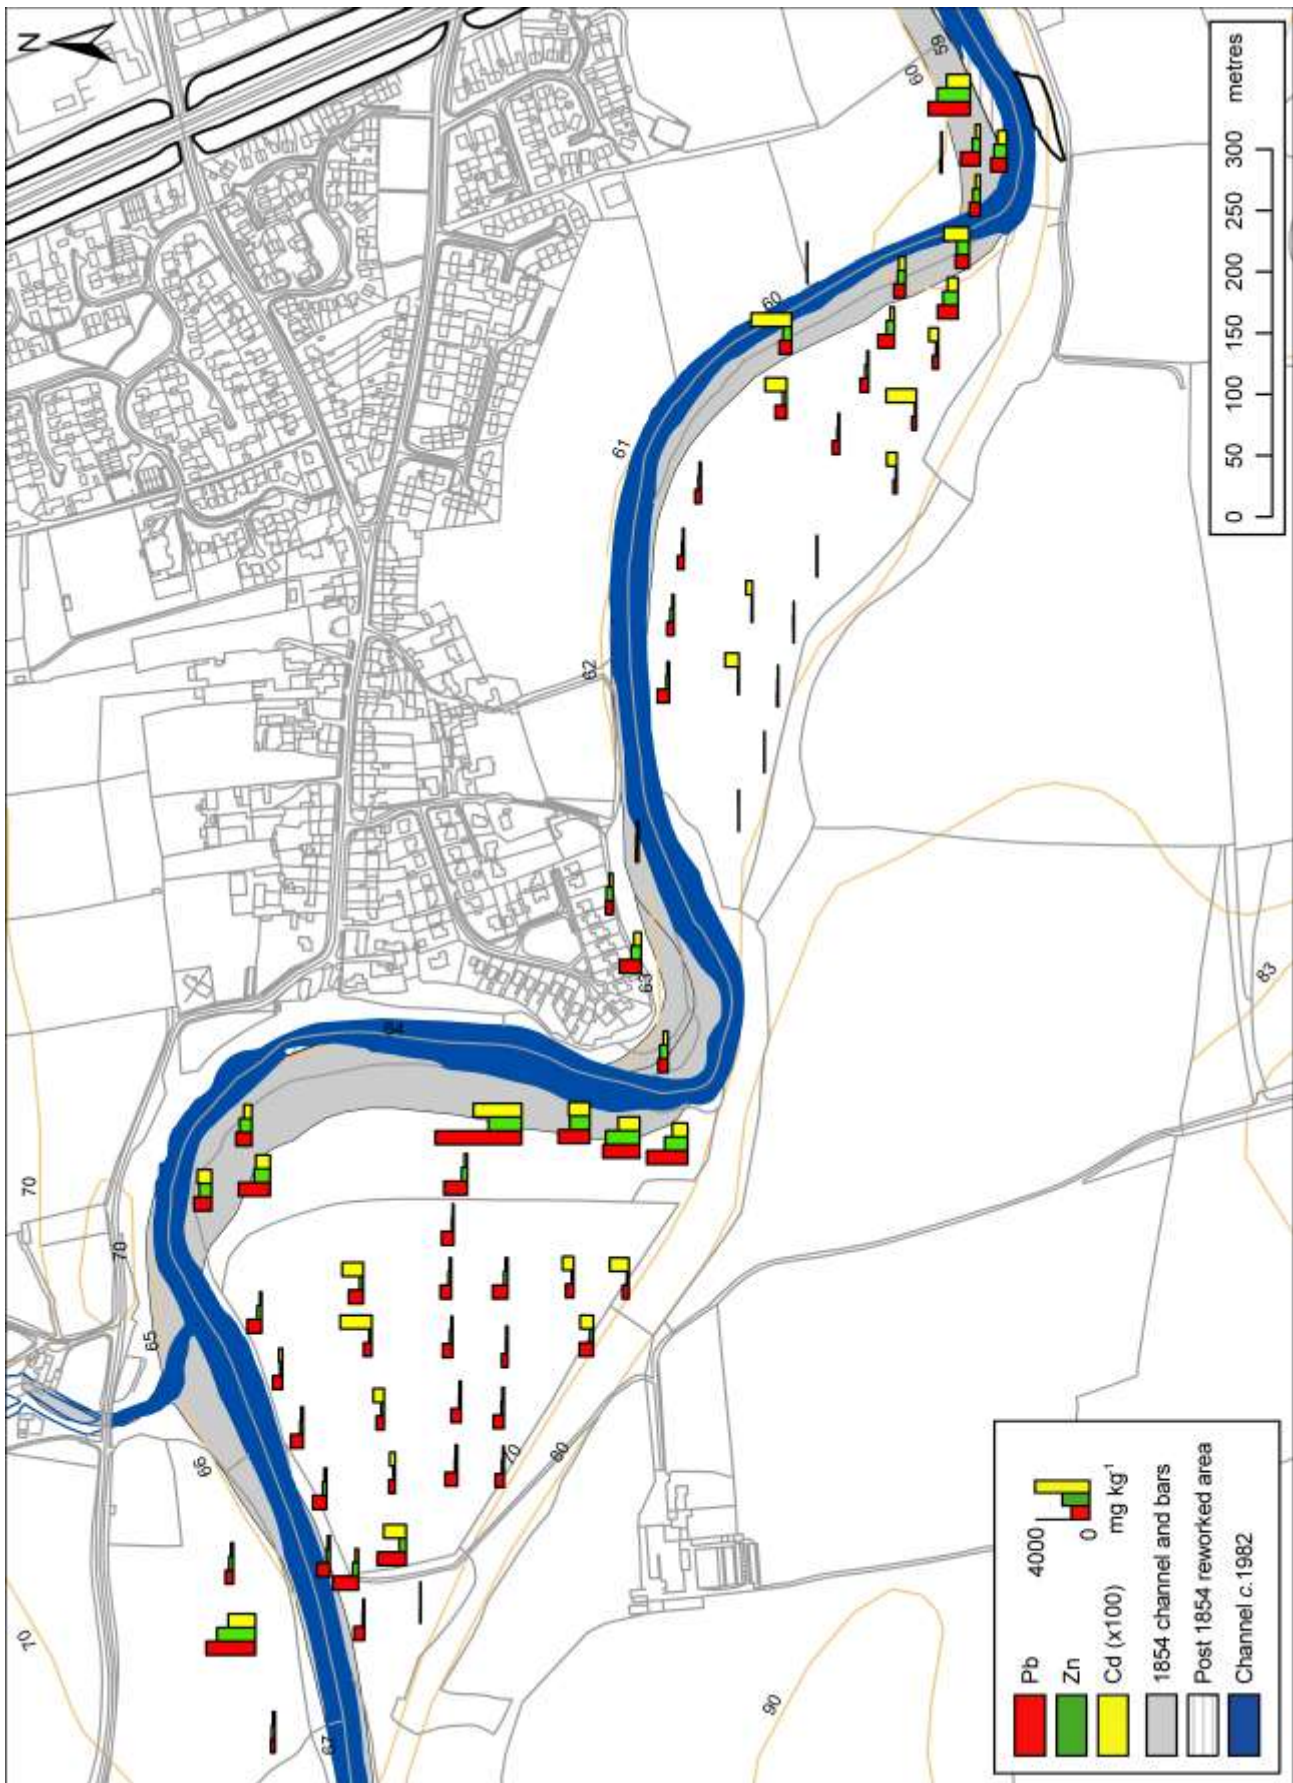 N
70
70
67
66
65
70
64
63
62
61
60
60
59
70
80
90
83
Pb
Zn
Cd (x100)
4000
0
mg kg-1
1854 channel and bars
Post 1854 reworked area
Channel c.1982
0 50 100 150 200 250 300 metres